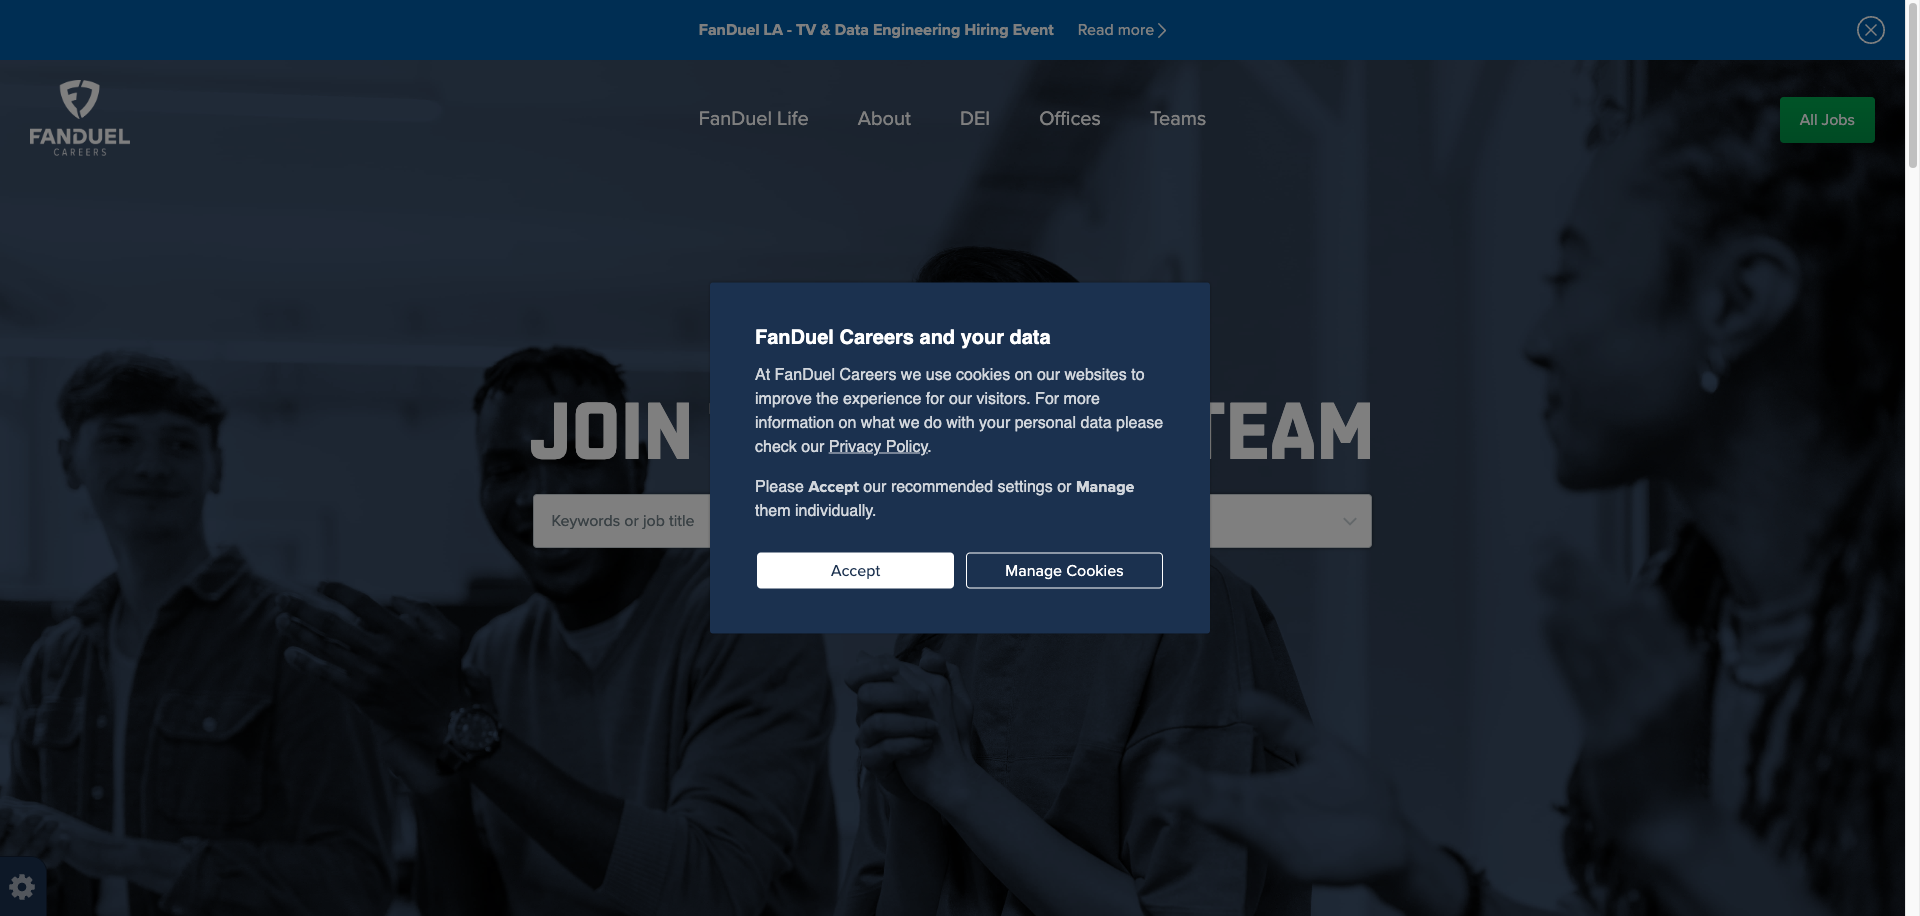 FanDuel LA - TV & Data Engineering Hiring Event Read more
FANDUEL
CAREERS
FanDuel Life About DEI Offices Teams
All Jobs
JOIN TEAM
Keywords or job title
FanDuel Careers and your data
At FanDuel Careers we use cookies on our websites to
improve the experience for our visitors. For more
information on what we do with your personal data please
check our Privacy Policy.
Please Accept our recommended settings or Manage
them individually.
Accept Manage Cookies